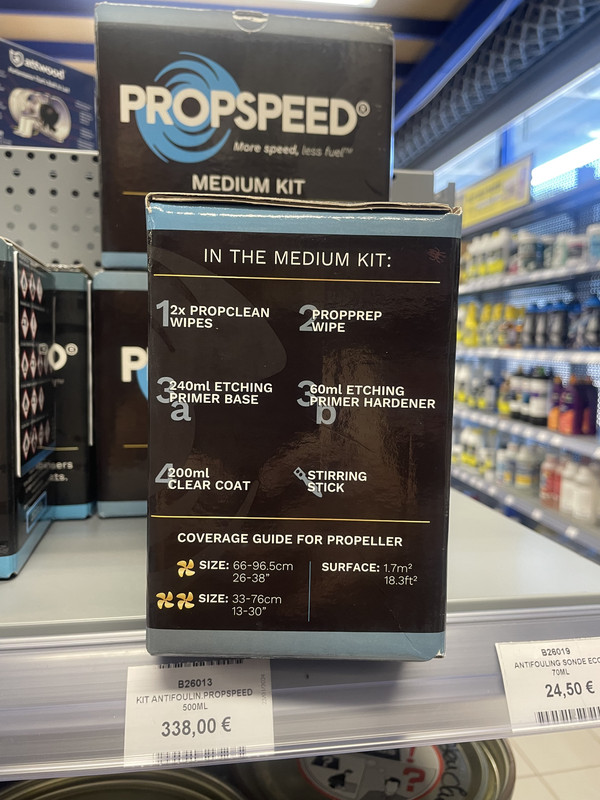 attwood
PROPSPEED®
More speed, less fuel™
MEDIUM KIT
IN THE MEDIUM KIT:
1 2x PROPCLEAN
WIPES
2 PROPPREP
WIPE
3a 240ml ETCHING
PRIMER BASE
3b 60ml ETCHING
PRIMER HARDENER
4 200ml
CLEAR COAT
STIRRING
STICK
COVERAGE GUIDE FOR PROPELLER
SIZE: 66-96.5cm
26-38"
SIZE: 33-76cm
13-30"
SURFACE: 1.7m²
18.3ft²
B26013
KIT ANTIFOULIN.PROPSPEED
500ML
338,00 €
B26019
ANTIFOULING SONDE ECO
70ML
24,50 €